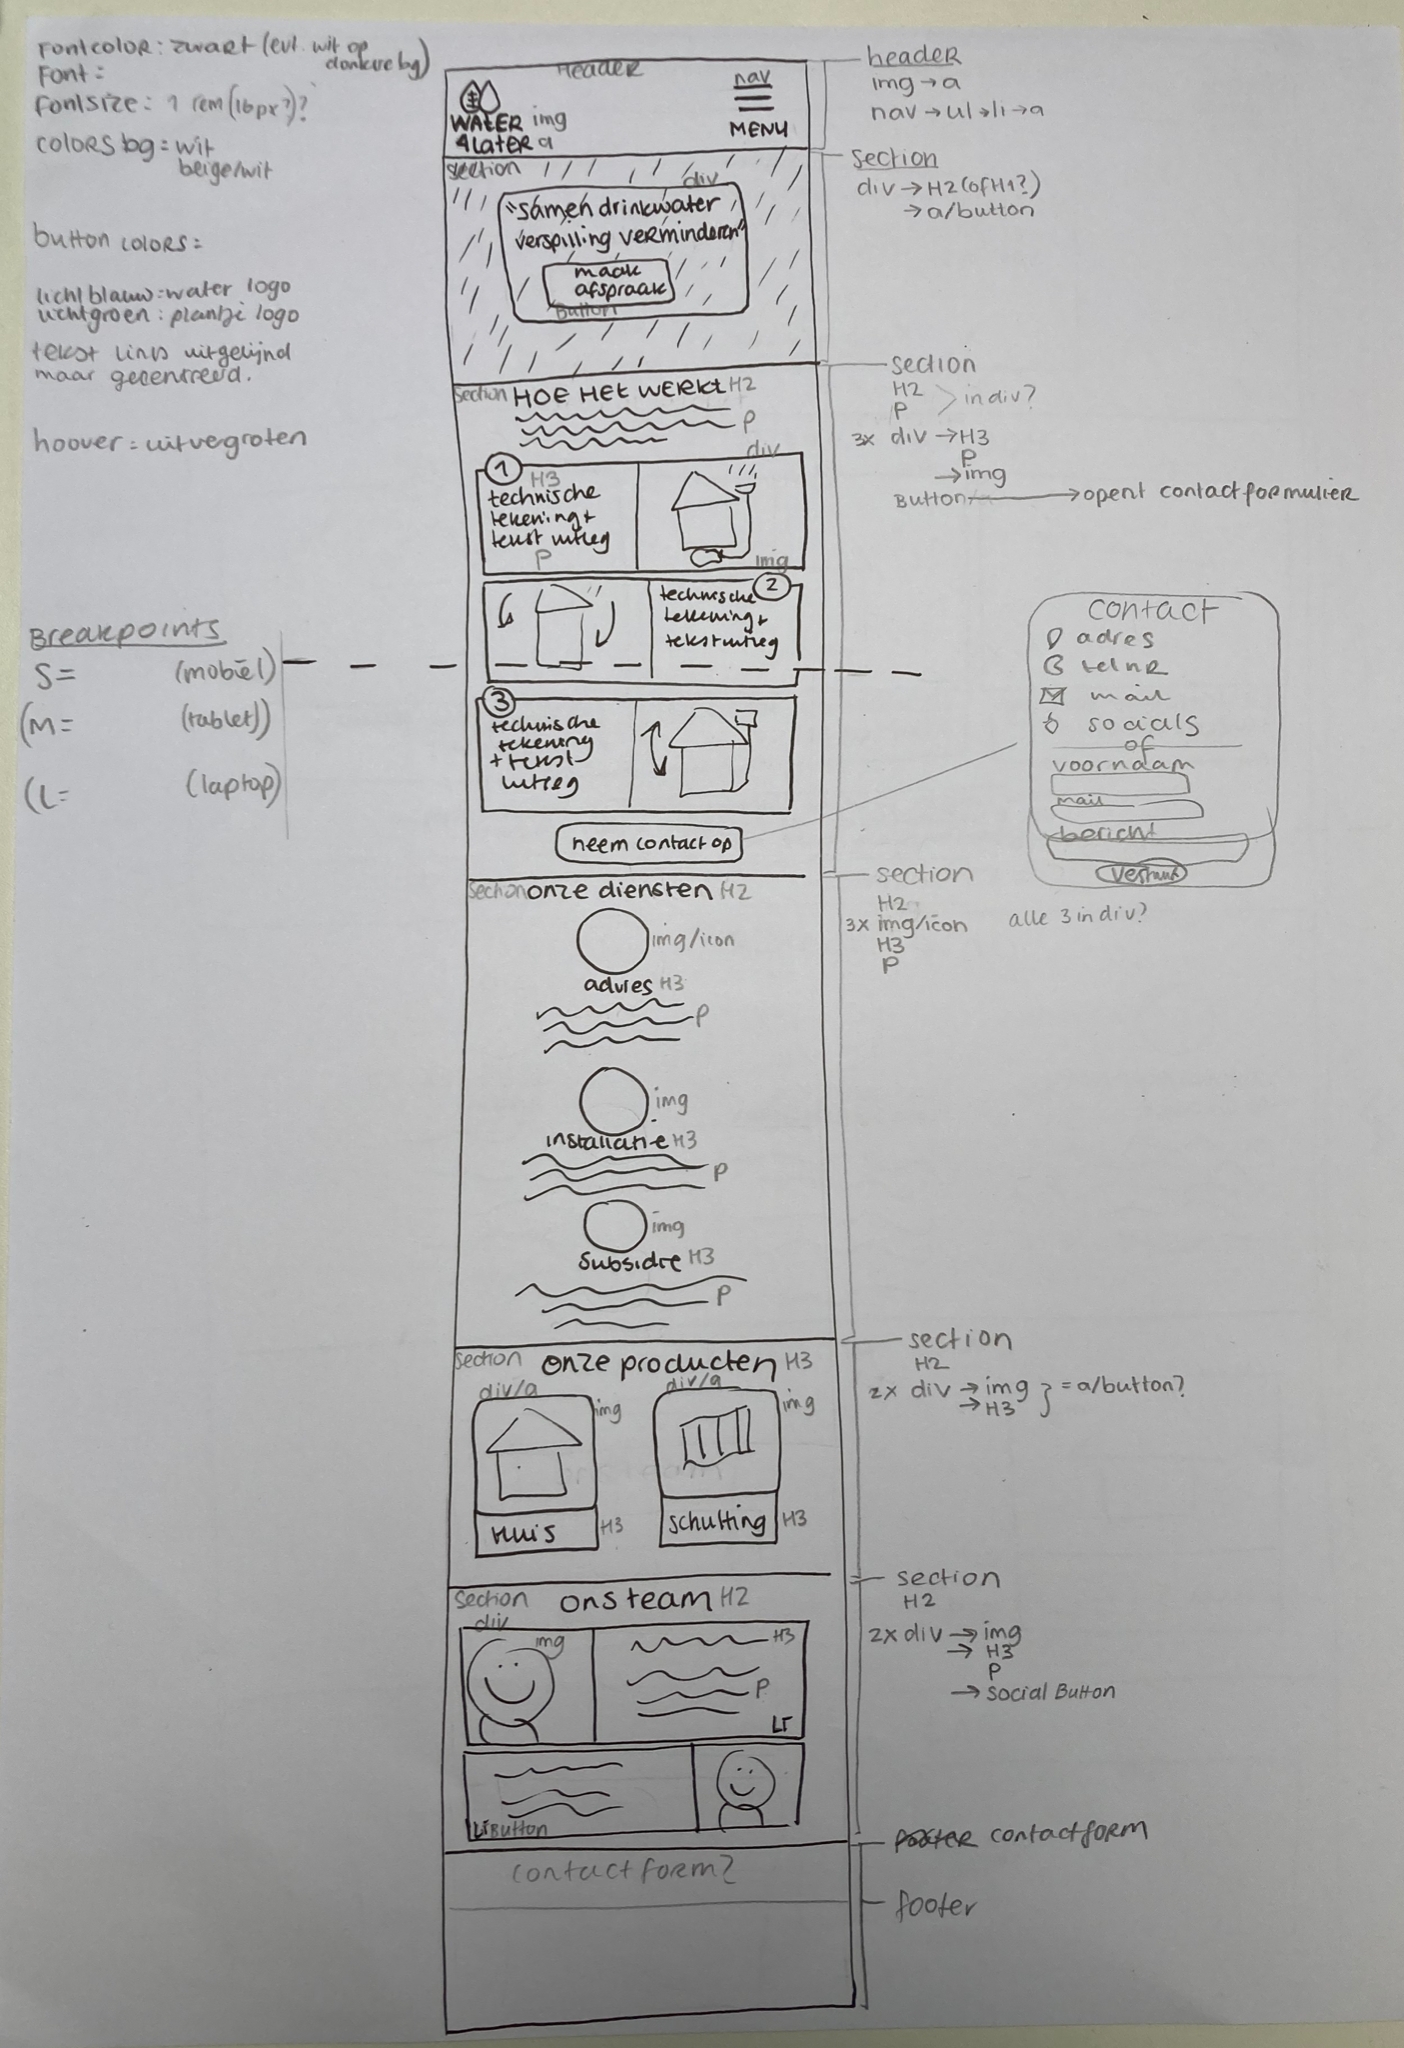 Fontcolor: zwart (evt. wit op
donkere bg)
Font:
Fontsize: 1 rem (16px?)?
colors bg = wit
beige/wit
button colors =
lichtblauw = water logo
lichtgroen : plantje logo
tekst links uitgelijnd
maar gecentreerd.
hoover = uitvergroten
Breakpoints
S= (mobiel)
(M= (tablet))
(L= (laptop)
Header
WATER img
4LATER a
nav
MENU
section
div
"samen drinkwater
verspilling verminderen"
maak
afspraak
Button
section HOE HET WERKT H2
P
div
1
H3
technische
tekening +
tekst uitleg
P
img
2
technische
tekening +
tekst uitleg
3
technische
tekening
+ tekst
uitleg
neem contact op
section onze diensten H2
img/icon
advies H3
P
img
installatie H3
P
img
Subsidie H3
P
section onze producten H3
div/a
img
Huis H3
div/a
img
schutting H3
section ons team H2
div
img
H3
P
LI
LI Button
contactform?
header
img → a
nav → ul → li → a
section
div → H2 (of H1?)
→ a/button
section
H2
P
in div?
3x div → H3
P
→ img
Button → opent contactformulier
contact
adres
telnr
mail
socials
of
voornaam
mail
bericht
verstuur
section
H2
3x img/icon alle 3 in div?
H3
P
section
H2
2x div → img
→ H3
= a/button?
section
H2
2x div → img
→ H3
P
→ social Button
footer contactform
footer